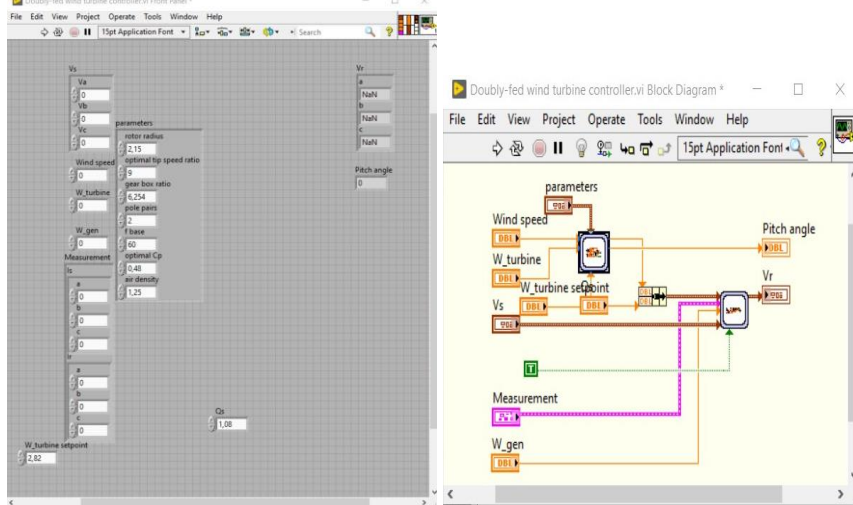 Doubly-fed wind turbine controller.vi Front Panel *
File Edit View Project Operate Tools Window Help
15pt Application Font
Search
Vs
Va
0
Vb
0
Vc
0
Wind speed
0
W_turbine
0
W_gen
0
Measurement
Is
a
0
b
0
c
0
Ir
a
0
b
0
c
0
W_turbine setpoint
2,82
parameters
rotor radius
2,15
optimal tip speed ratio
9
gear box ratio
6,254
pole pairs
2
f base
60
optimal Cp
0,48
air density
1,25
Qs
1,08
Vr
a
NaN
b
NaN
c
NaN
Pitch angle
0
Doubly-fed wind turbine controller.vi Block Diagram *
File Edit View Project Operate Tools Window Help
15pt Application Font
parameters
Wind speed
DBL
W_turbine
DBL
W_turbine setpoint
DBL
Qs
DBL
Vs
DBL
DBL
Pitch angle
DBL
Vr
T
Measurement
W_gen
DBL